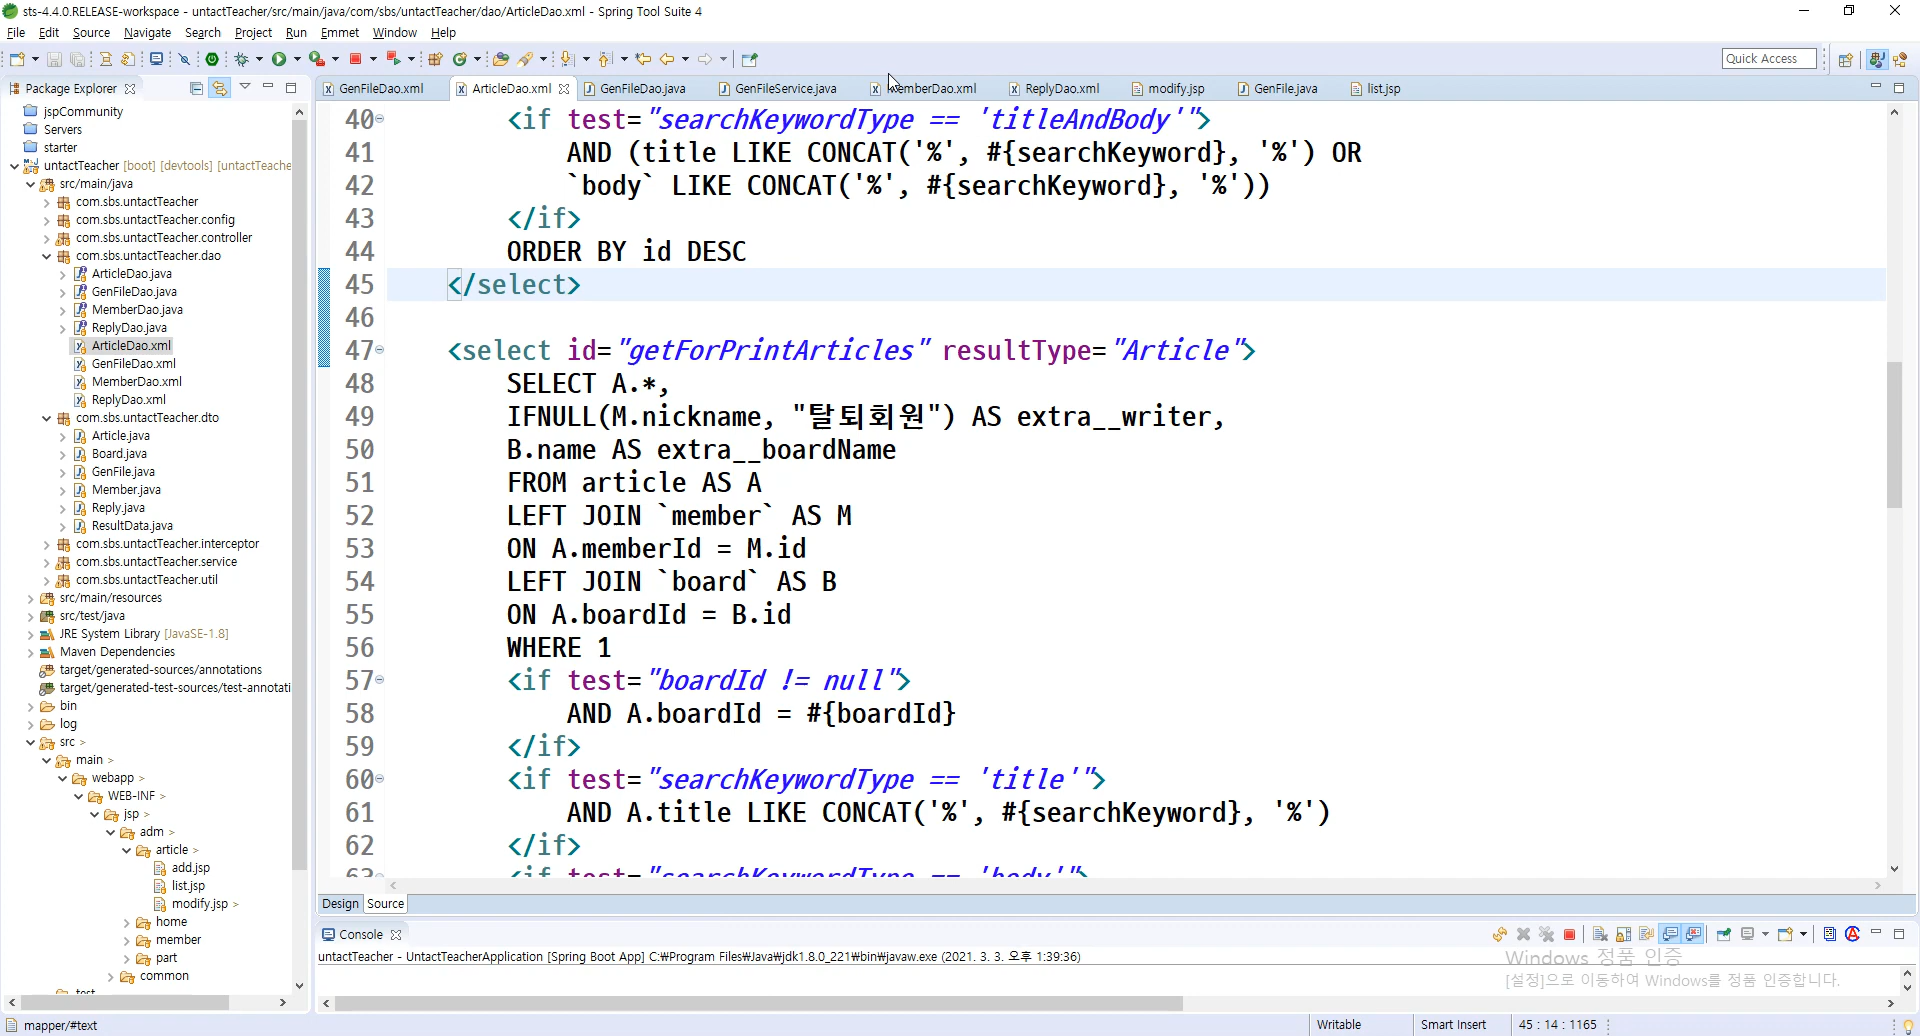 sts-4.4.0.RELEASE-workspace - untactTeacher/src/main/java/com/sbs/untactTeacher/dao/ArticleDao.xml - Spring Tool Suite 4
File Edit Source Navigate Search Project Run Emmet Window Help
Quick Access
Package Explorer
GenFileDao.xml
ArticleDao.xml
GenFileDao.java
GenFileService.java
MemberDao.xml
ReplyDao.xml
modify.jsp
GenFile.java
list.jsp
jspCommunity
Servers
starter
untactTeacher [boot] [devtools] [untactTeache
src/main/java
com.sbs.untactTeacher
com.sbs.untactTeacher.config
com.sbs.untactTeacher.controller
com.sbs.untactTeacher.dao
ArticleDao.java
GenFileDao.java
MemberDao.java
ReplyDao.java
ArticleDao.xml
GenFileDao.xml
MemberDao.xml
ReplyDao.xml
com.sbs.untactTeacher.dto
Article.java
Board.java
GenFile.java
Member.java
Reply.java
ResultData.java
com.sbs.untactTeacher.interceptor
com.sbs.untactTeacher.service
com.sbs.untactTeacher.util
src/main/resources
src/test/java
JRE System Library [JavaSE-1.8]
Maven Dependencies
target/generated-sources/annotations
target/generated-test-sources/test-annotati
bin
log
src >
main >
webapp >
WEB-INF >
jsp >
adm >
article >
add.jsp
list.jsp
modify.jsp >
home
member
part
common
test
40 <if test="searchKeywordType == 'titleAndBody'">
41 AND (title LIKE CONCAT('%', #{searchKeyword}, '%') OR
42 `body` LIKE CONCAT('%', #{searchKeyword}, '%'))
43 </if>
44 ORDER BY id DESC
45 </select>
46
47 <select id="getForPrintArticles" resultType="Article">
48 SELECT A.*,
49 IFNULL(M.nickname, "탈퇴회원") AS extra__writer,
50 B.name AS extra__boardName
51 FROM article AS A
52 LEFT JOIN `member` AS M
53 ON A.memberId = M.id
54 LEFT JOIN `board` AS B
55 ON A.boardId = B.id
56 WHERE 1
57 <if test="boardId != null">
58 AND A.boardId = #{boardId}
59 </if>
60 <if test="searchKeywordType == 'title'">
61 AND A.title LIKE CONCAT('%', #{searchKeyword}, '%')
62 </if>
63 <if test="searchKeywordType == 'body'">
Design Source
Console
untactTeacher - UntactTeacherApplication [Spring Boot App] C:₩Program Files₩Java₩jdk1.8.0_221₩bin₩javaw.exe (2021. 3. 3. 오후 1:39:36)
Windows 정품 인증
[설정]으로 이동하여 Windows를 정품 인증합니다.
mapper/#text
Writable
Smart Insert
45 : 14 : 1165